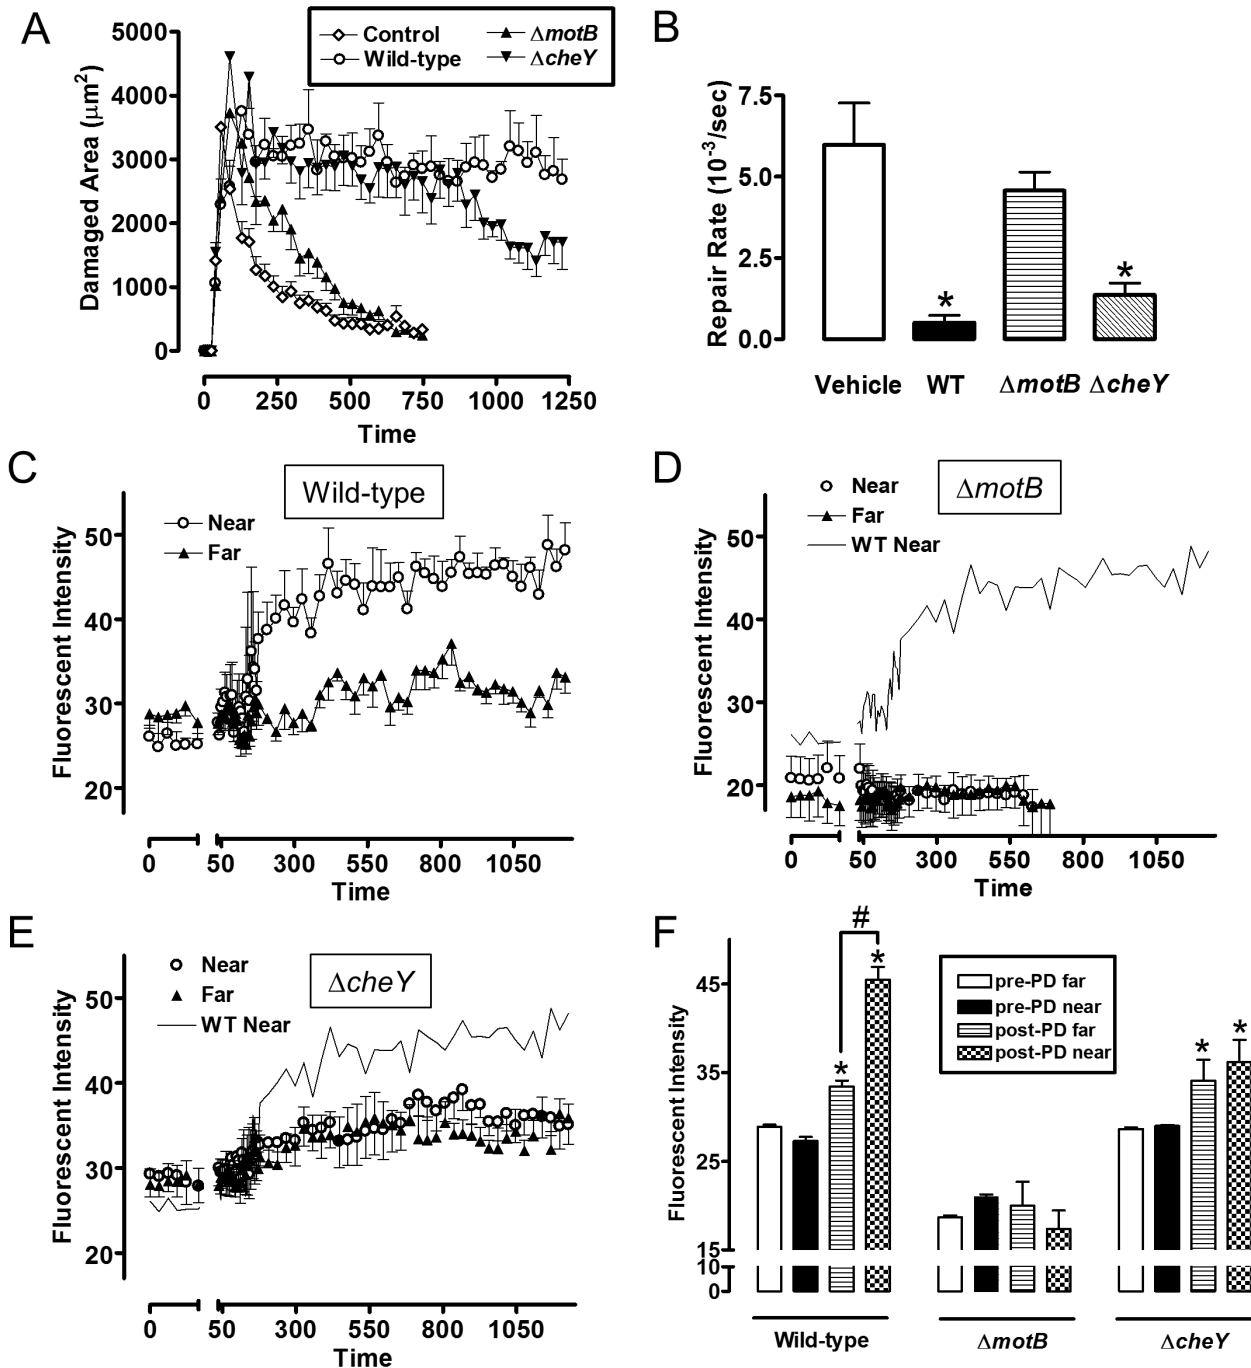 A
Control
Wild-type
ΔmotB
ΔcheY
Damaged Area (μm²)
5000
4000
3000
2000
1000
0
0 250 500 750 1000 1250
Time
B
Repair Rate (10⁻³/sec)
7.5
5.0
2.5
0.0
*
*
Vehicle WT ΔmotB ΔcheY
C
Wild-type
Near
Far
Fluorescent Intensity
50
40
30
20
0 50 300 550 800 1050
Time
D
ΔmotB
Near
Far
WT Near
Fluorescent Intensity
50
40
30
20
0 50 300 550 800 1050
Time
E
ΔcheY
Near
Far
WT Near
Fluorescent Intensity
50
40
30
20
0 50 300 550 800 1050
Time
F
#
*
*
*
*
pre-PD far
pre-PD near
post-PD far
post-PD near
Fluorescent Intensity
45
35
25
15
10
0
Wild-type ΔmotB ΔcheY